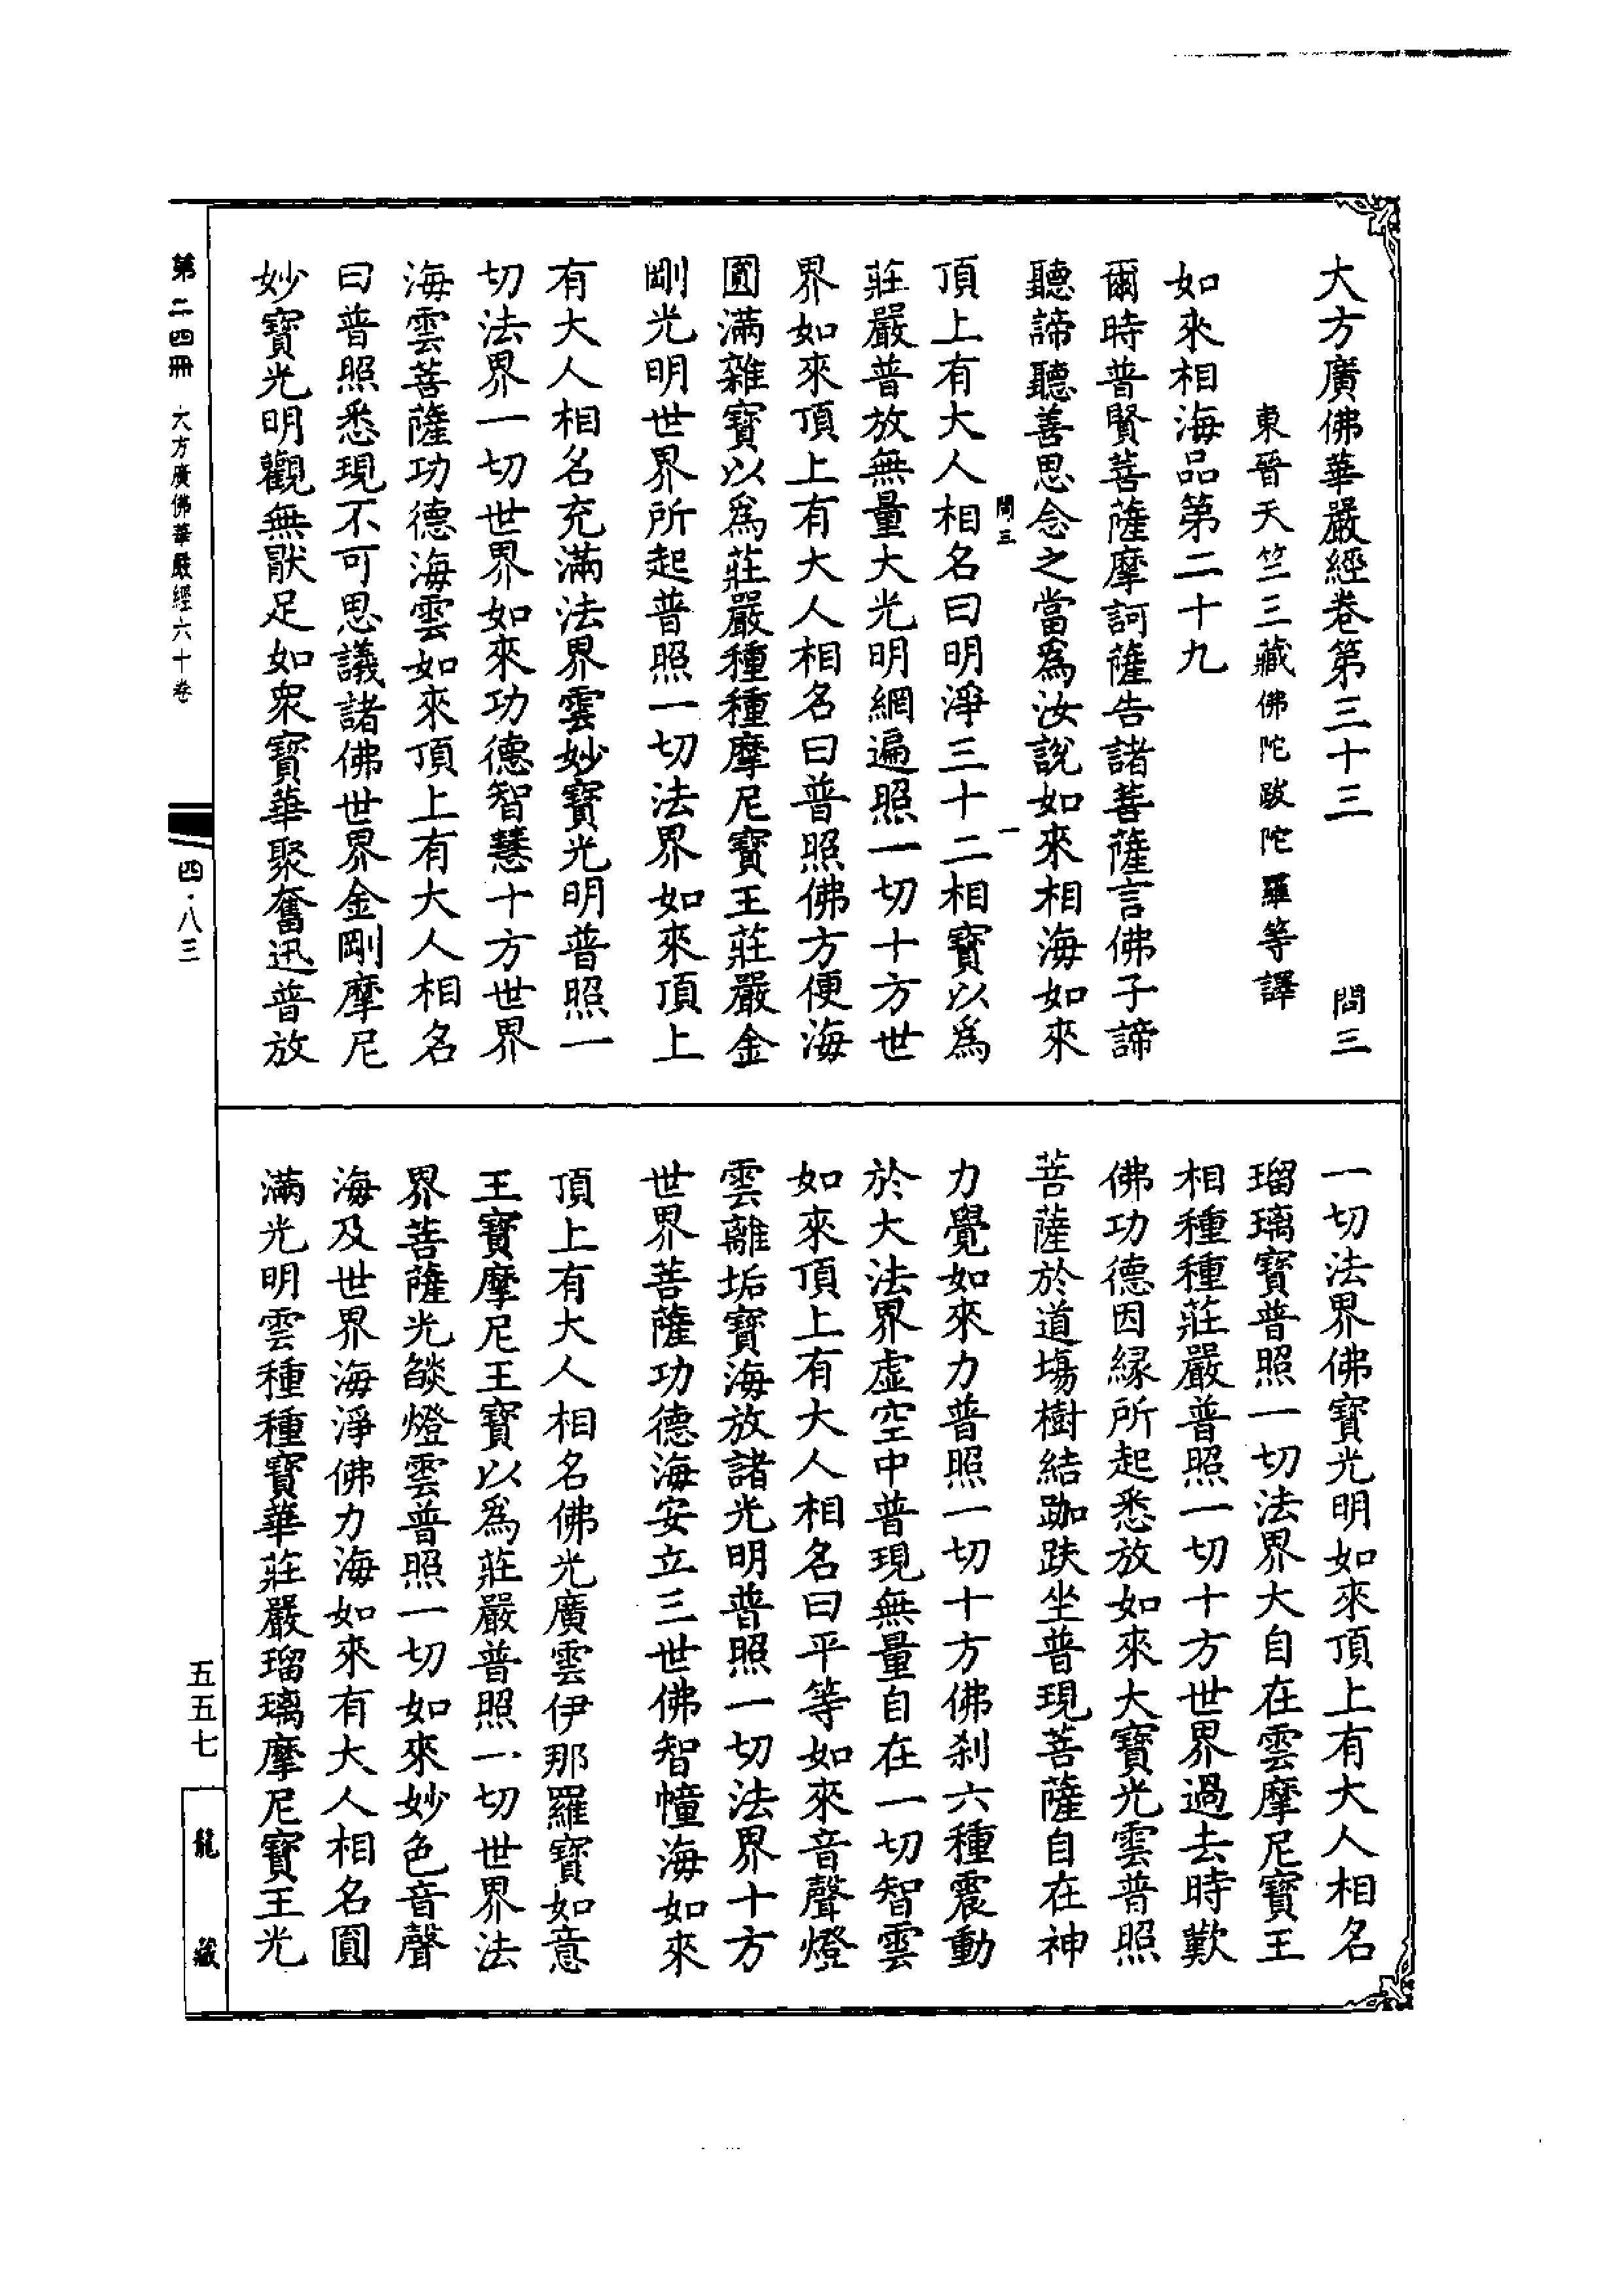 大方廣佛華嚴經卷第三十三 問三
東晉天竺三藏佛陀跋陀羅等譯
如來相海品第二十九
爾時普賢菩薩摩訶薩告諸菩薩言佛子諦
聽諦聽善思念之當爲汝說如來相海如來
問三 一
頂上有大人相名曰明淨三十二相寶以爲
莊嚴普放無量大光明網遍照一切十方世
界如來頂上有大人相名曰普照佛方便海
圓滿雜寶以爲莊嚴種種摩尼寶王莊嚴金
剛光明世界所起普照一切法界如來頂上
有大人相名充滿法界雲妙寶光明普照一
切法界一切世界如來功德智慧十方世界
海雲菩薩功德海雲如來頂上有大人相名
曰普照悉現不可思議諸佛世界金剛摩尼
妙寶光明觀無猒足如衆寶華聚奮迅普放
一切法界佛寶光明如來頂上有大人相名
瑠璃寶普照一切法界大自在雲摩尼寶王
相種種莊嚴普照一切十方世界過去時歎
佛功德因緣所起悉放如來大寶光雲普照
菩薩於道場樹結跏趺坐普現菩薩自在神
力覺如來力普照一切十方佛刹六種震動
於大法界虛空中普現無量自在一切智雲
如來頂上有大人相名曰平等如來音聲燈
雲離垢寶海放諸光明普照一切法界十方
世界菩薩功德海安立三世佛智幢海如來
頂上有大人相名佛光廣雲伊那羅寶如意
王寶摩尼王寶以爲莊嚴普照一切世界法
界菩薩光燄燈雲普照一切如來妙色音聲
海及世界海淨佛力海如來有大人相名圓
滿光明雲種種寶華莊嚴瑠璃摩尼寶王光
第二四冊 大方廣佛華嚴經六十卷
四·八三
五五七
龍藏